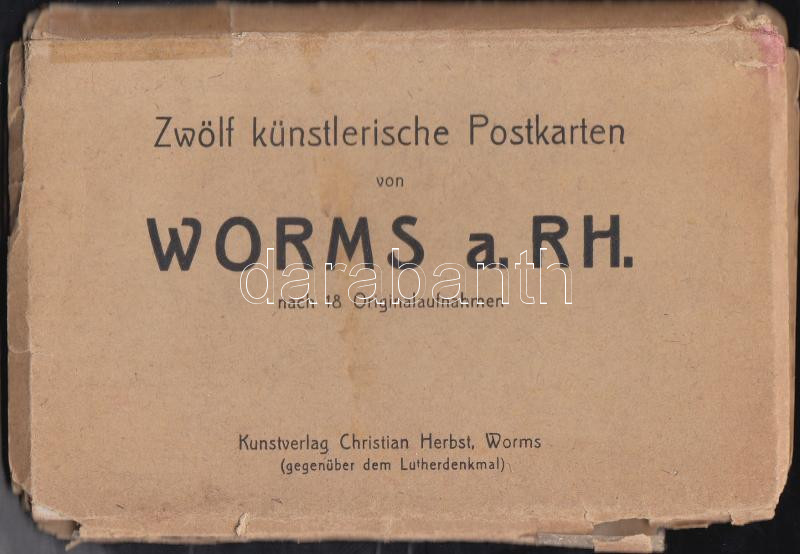 Zwölf künstlerische Postkarten
von
WORMS a. RH.
darabanth
nach 18 Originalaufnahmen
Kunstverlag Christian Herbst, Worms
(gegenüber dem Lutherdenkmal)